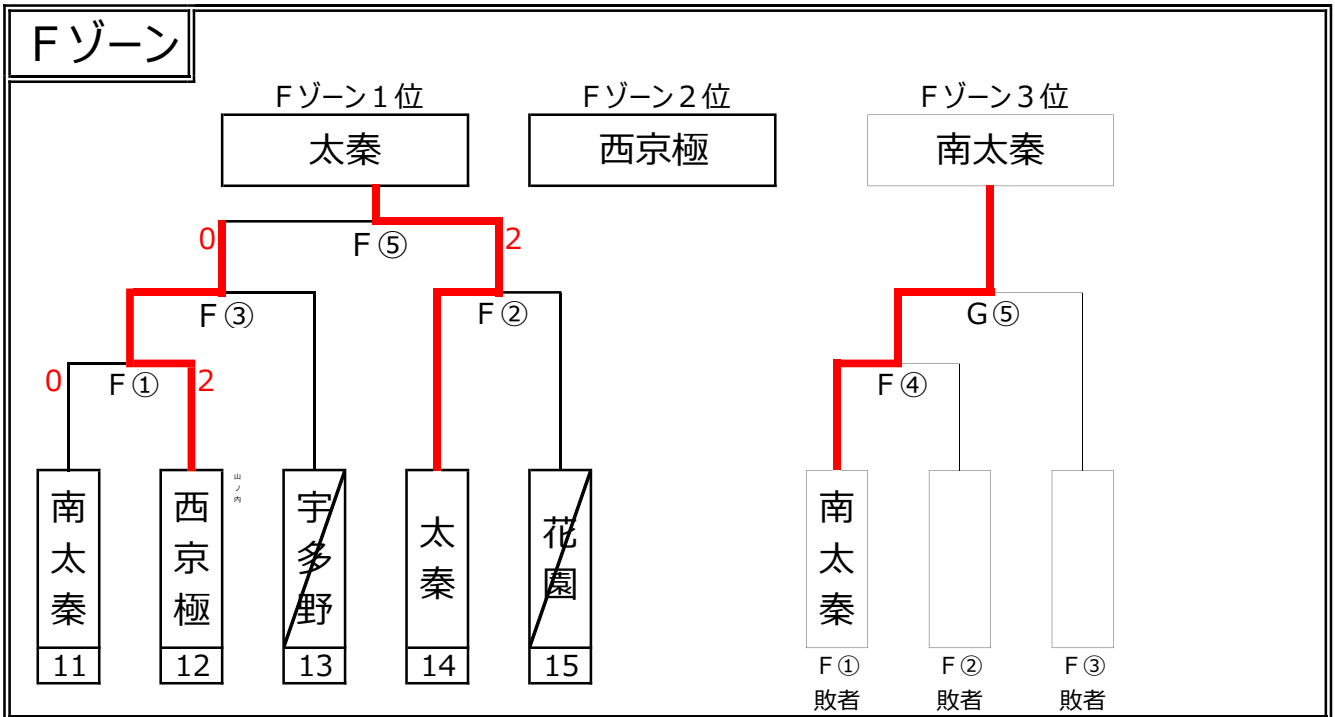 Ｆゾーン
Ｆゾーン１位
Ｆゾーン２位
Ｆゾーン３位
太秦
西京極
南太秦
0
Ｆ⑤
2
Ｆ③
Ｆ②
G⑤
0
Ｆ①
2
Ｆ④
南太秦
西京極
山ノ内
宇多野
太秦
花園
南太秦
11
12
13
14
15
Ｆ①
敗者
Ｆ②
敗者
Ｆ③
敗者